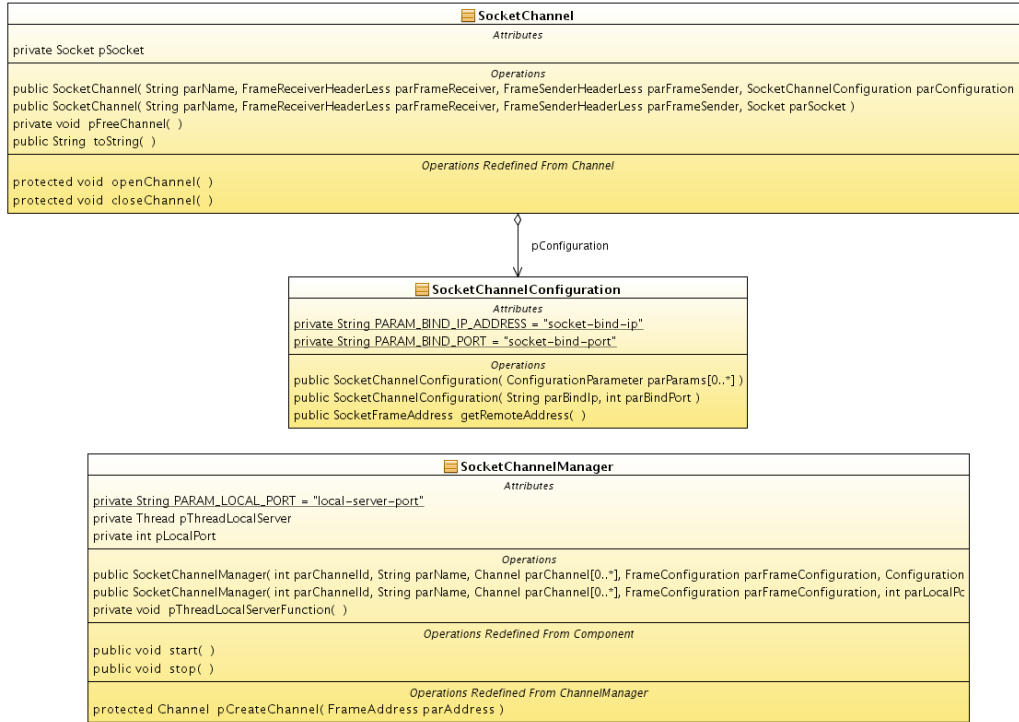 SocketChannel
Attributes
private Socket pSocket
Operations
public SocketChannel( String parName, FrameReceiverHeaderLess parFrameReceiver, FrameSenderHeaderLess parFrameSender, SocketChannelConfiguration parConfiguration
public SocketChannel( String parName, FrameReceiverHeaderLess parFrameReceiver, FrameSenderHeaderLess parFrameSender, Socket parSocket )
private void pFreeChannel( )
public String toString( )
Operations Redefined From Channel
protected void openChannel( )
protected void closeChannel( )
pConfiguration
SocketChannelConfiguration
Attributes
private String PARAM_BIND_IP_ADDRESS = "socket-bind-ip"
private String PARAM_BIND_PORT = "socket-bind-port"
Operations
public SocketChannelConfiguration( ConfigurationParameter parParams[0..*] )
public SocketChannelConfiguration( String parBindIp, int parBindPort )
public SocketFrameAddress getRemoteAddress( )
SocketChannelManager
Attributes
private String PARAM_LOCAL_PORT = "local-server-port"
private Thread pThreadLocalServer
private int pLocalPort
Operations
public SocketChannelManager( int parChannelId, String parName, Channel parChannel[0..*], FrameConfiguration parFrameConfiguration, Configuration
public SocketChannelManager( int parChannelId, String parName, Channel parChannel[0..*], FrameConfiguration parFrameConfiguration, int
private void pThreadLocalServerFunction( )
Operations Redefined From Component
public void start( )
public void stop( )
Operations Redefined From ChannelManager
protected Channel pCreateChannel( FrameAddress parAddress )